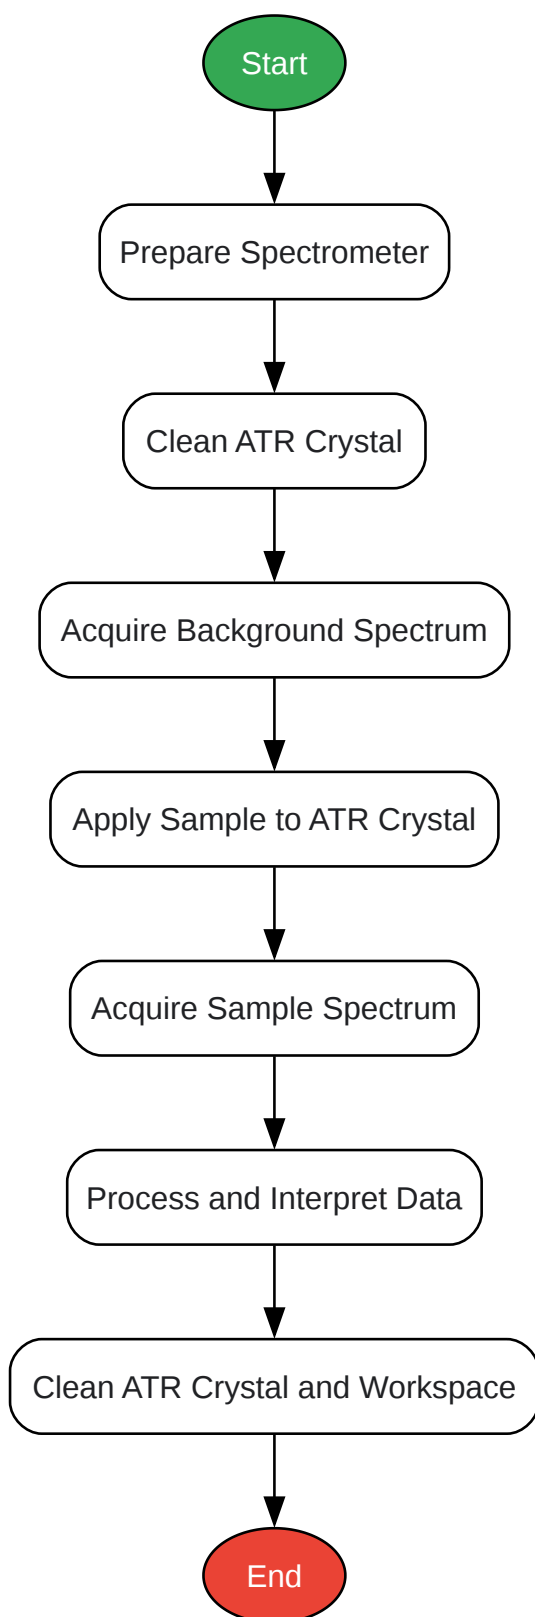 Start
Prepare Spectrometer
Clean ATR Crystal
Acquire Background Spectrum
Apply Sample to ATR Crystal
Acquire Sample Spectrum
Process and Interpret Data
Clean ATR Crystal and Workspace
End